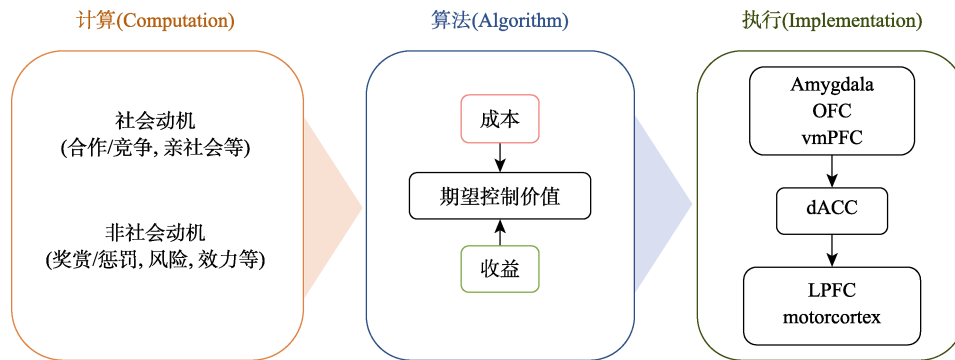 计算(Computation)
社会动机
(合作/竞争, 亲社会等)
非社会动机
(奖赏/惩罚, 风险, 效力等)
算法(Algorithm)
成本
期望控制价值
收益
执行(Implementation)
Amygdala
OFC
vmPFC
dACC
LPFC
motorcortex